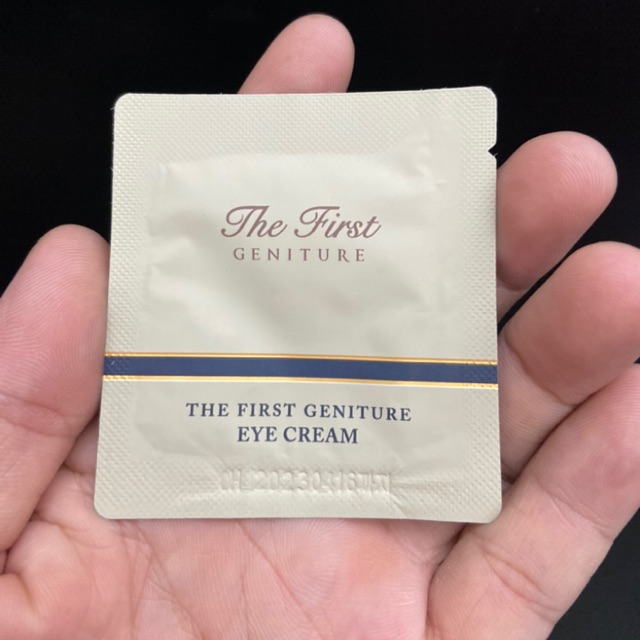 The First
GENITURE
THE FIRST GENITURE
EYE CREAM